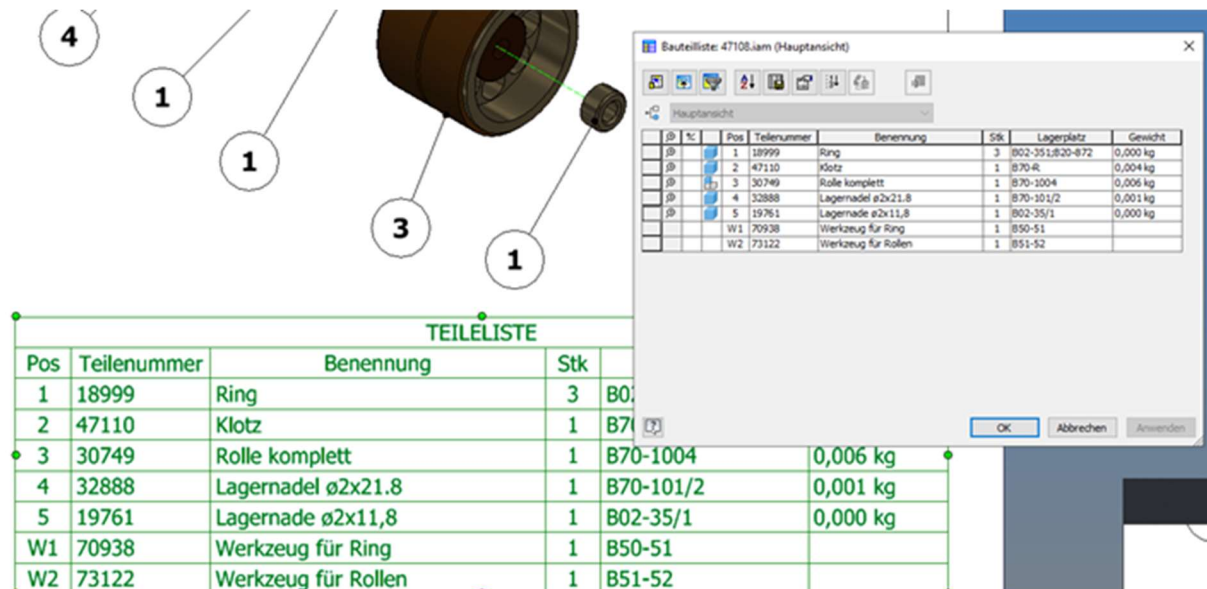 4
1
1
3
1
Bauteilliste: 47108.iam (Hauptansicht)
Hauptansicht
% Pos Teilenummer Benennung Stk Lagerplatz Gewicht
1 18999 Ring 3 B02-351;B20-872 0,000 kg
2 47110 Klotz 1 B70-R 0,004 kg
3 30749 Rolle komplett 1 B70-1004 0,006 kg
4 32888 Lagernadel ø2x21.8 1 B70-101/2 0,001 kg
5 19761 Lagernade ø2x11,8 1 B02-35/1 0,000 kg
W1 70938 Werkzeug für Ring 1 B50-51
W2 73122 Werkzeug für Rollen 1 B51-52
OK Abbrechen Anwenden
TEILELISTE
Pos Teilenummer Benennung Stk
1 18999 Ring 3 B02
2 47110 Klotz 1 B70
3 30749 Rolle komplett 1 B70-1004 0,006 kg
4 32888 Lagernadel ø2x21.8 1 B70-101/2 0,001 kg
5 19761 Lagernade ø2x11,8 1 B02-35/1 0,000 kg
W1 70938 Werkzeug für Ring 1 B50-51
W2 73122 Werkzeug für Rollen 1 B51-52